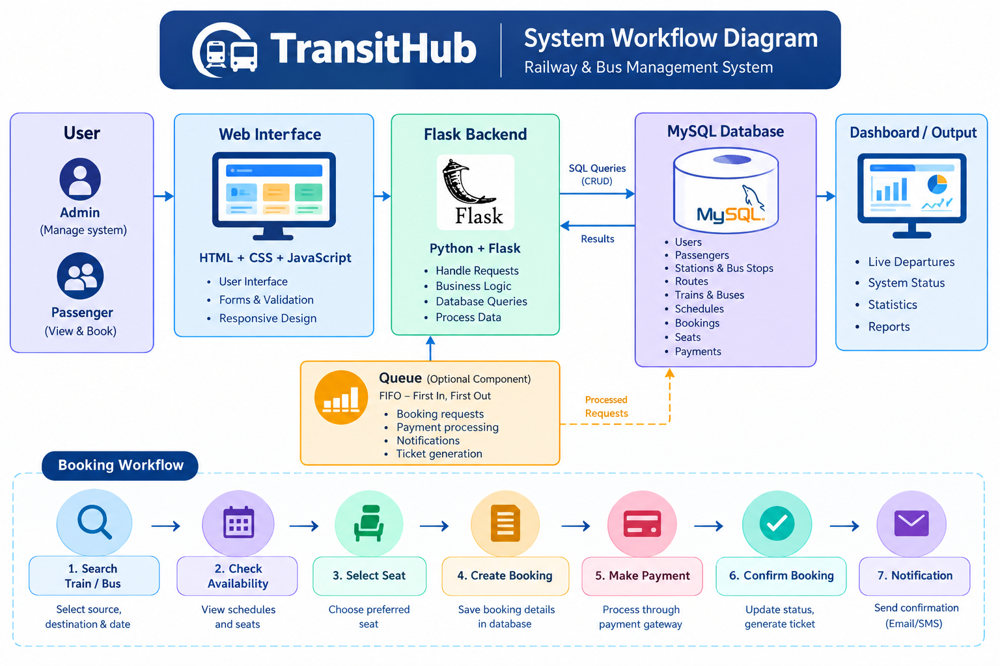 TransitHub
System Workflow Diagram
Railway & Bus Management System
User
Admin
(Manage system)
Passenger
(View & Book)
Web Interface
HTML + CSS + JavaScript
• User Interface
• Forms & Validation
• Responsive Design
Flask Backend
Flask
Python + Flask
• Handle Requests
• Business Logic
• Database Queries
• Process Data
SQL Queries
(CRUD)
Results
MySQL Database
MySQL
• Users
• Passengers
• Stations & Bus Stops
• Routes
• Trains & Buses
• Schedules
• Bookings
• Seats
• Payments
Dashboard / Output
• Live Departures
• System Status
• Statistics
• Reports
Queue (Optional Component)
FIFO – First In, First Out
• Booking requests
• Payment processing
• Notifications
• Ticket generation
Processed
Requests
Booking Workflow
1. Search
Train / Bus
Select source,
destination & date
2. Check
Availability
View schedules
and seats
3. Select Seat
Choose preferred
seat
4. Create Booking
Save booking details
in database
5. Make Payment
Process through
payment gateway
6. Confirm Booking
Update status,
generate ticket
7. Notification
Send confirmation
(Email/SMS)